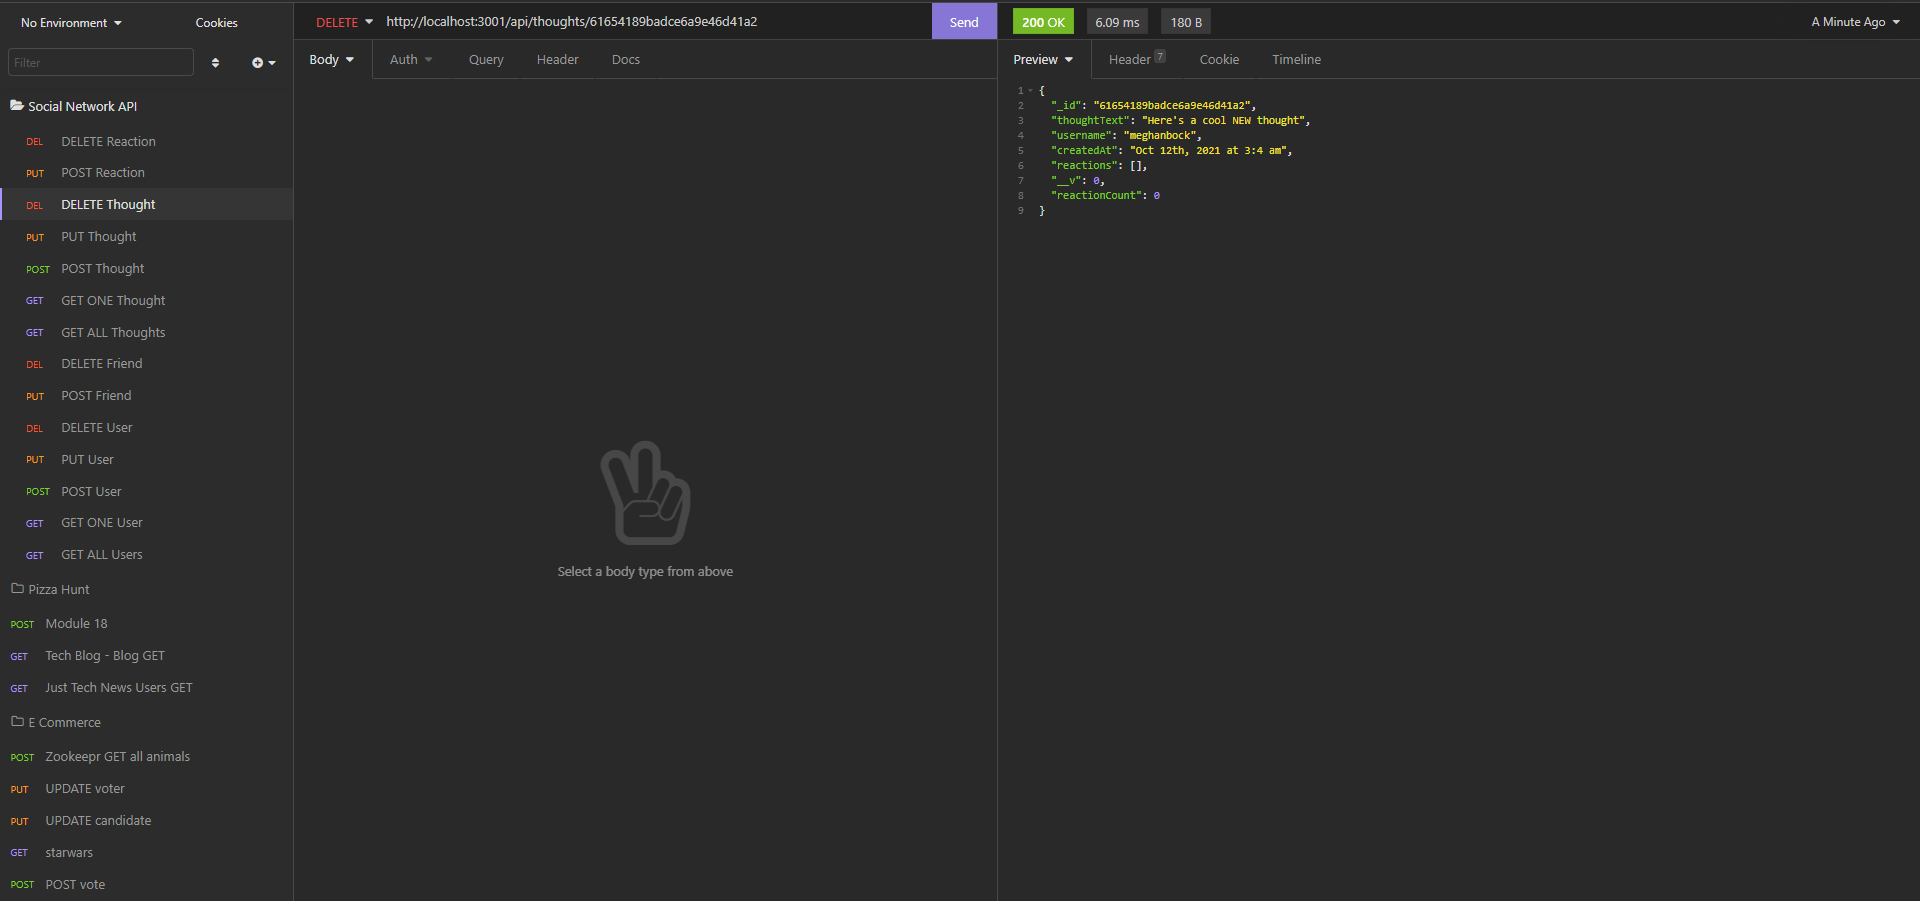 No Environment
Cookies
Filter
Social Network API
DEL DELETE Reaction
PUT POST Reaction
DEL DELETE Thought
PUT PUT Thought
POST POST Thought
GET GET ONE Thought
GET GET ALL Thoughts
DEL DELETE Friend
PUT POST Friend
DEL DELETE User
PUT PUT User
POST POST User
GET GET ONE User
GET GET ALL Users
Pizza Hunt
POST Module 18
GET Tech Blog - Blog GET
GET Just Tech News Users GET
E Commerce
POST Zookeepr GET all animals
PUT UPDATE voter
PUT UPDATE candidate
GET starwars
POST POST vote
DELETE http://localhost:3001/api/thoughts/61654189badce6a9e46d41a2 Send
Body Auth Query Header Docs
Select a body type from above
200 OK 6.09 ms 180 B A Minute Ago
Preview Header 7 Cookie Timeline
1 {
2 "_id": "61654189badce6a9e46d41a2",
3 "thoughtText": "Here's a cool NEW thought",
4 "username": "meghanbock",
5 "createdAt": "Oct 12th, 2021 at 3:4 am",
6 "reactions": [],
7 "__v": 0,
8 "reactionCount": 0
9 }